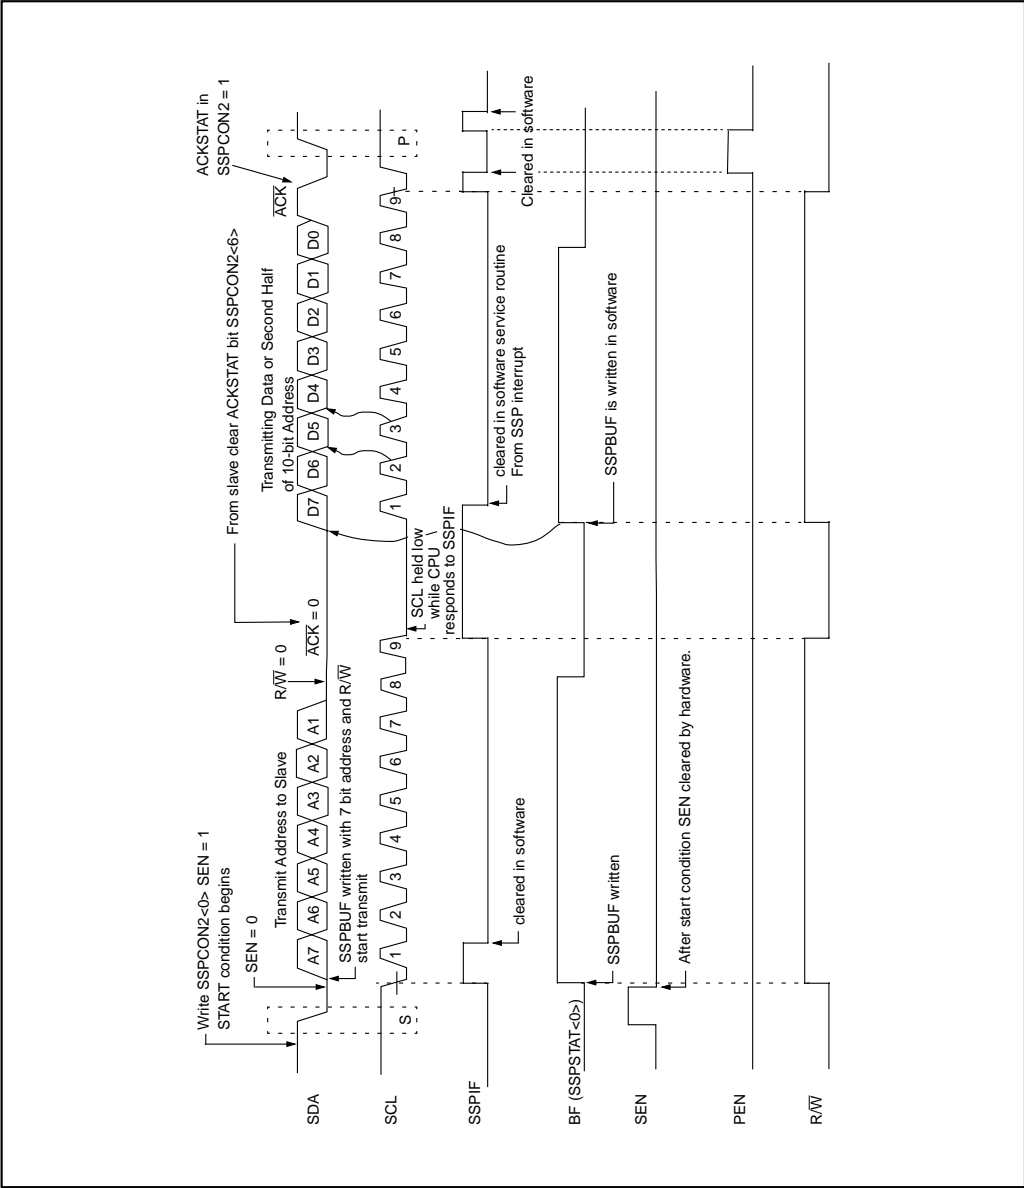 Write SSPCON2<0> SEN = 1
START condition begins
SEN = 0
Transmit Address to Slave
R/W = 0
From slave clear ACKSTAT bit SSPCON2<6>
ACK = 0
Transmitting Data or Second Half
of 10-bit Address
ACKSTAT in
SSPCON2 = 1
ACK
SDA
A7 A6 A5 A4 A3 A2 A1
D7 D6 D5 D4 D3 D2 D1 D0
SSPBUF written with 7 bit address and R/W
start transmit
SCL
S
1 2 3 4 5 6 7 8 9
1 2 3 4 5 6 7 8 9
P
SCL held low
while CPU
responds to SSPIF
SSPIF
cleared in software
cleared in software service routine
From SSP interrupt
Cleared in software
BF (SSPSTAT<0>)
SSPBUF written
SSPBUF is written in software
SEN
After start condition SEN cleared by hardware.
PEN
R/W